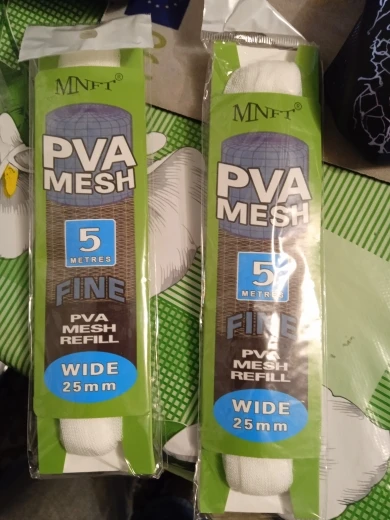 MNFT®
PVA
MESH
5
METRES
FINE
PVA
MESH
REFILL
WIDE
25mm
MNFT®
PVA
MESH
5
METRES
FINE
PVA
MESH
REFILL
WIDE
25mm